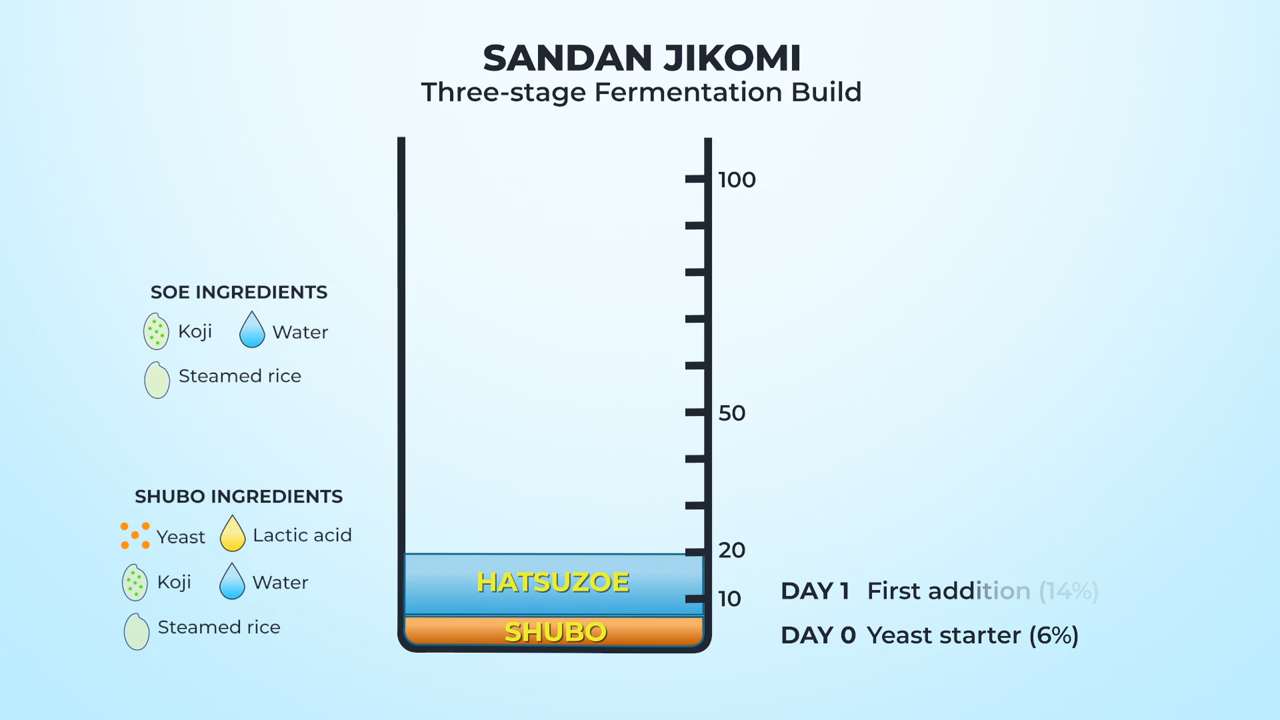 SANDAN JIKOMI
Three-stage Fermentation Build
100
SOE INGREDIENTS
Koji Water
Steamed rice
50
SHUBO INGREDIENTS
Yeast Lactic acid
Koji Water
Steamed rice
20
HATSUZOE
10
DAY 1 First addition (14%)
SHUBO
DAY 0 Yeast starter (6%)